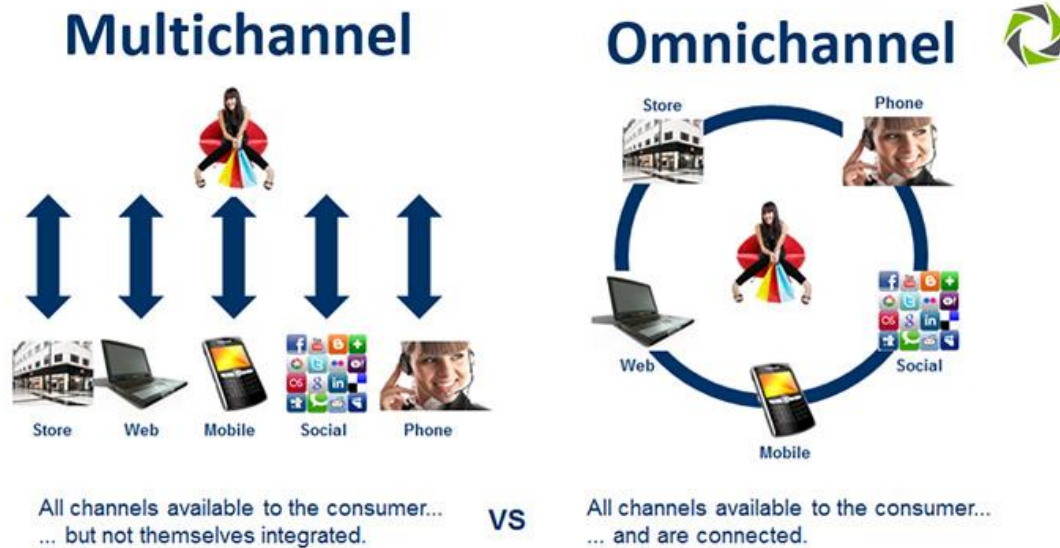 Multichannel
Store
Web
Mobile
Social
Phone
All channels available to the consumer...
... but not themselves integrated.
VS
Omnichannel
Store
Phone
Web
Social
Mobile
All channels available to the consumer...
... and are connected.